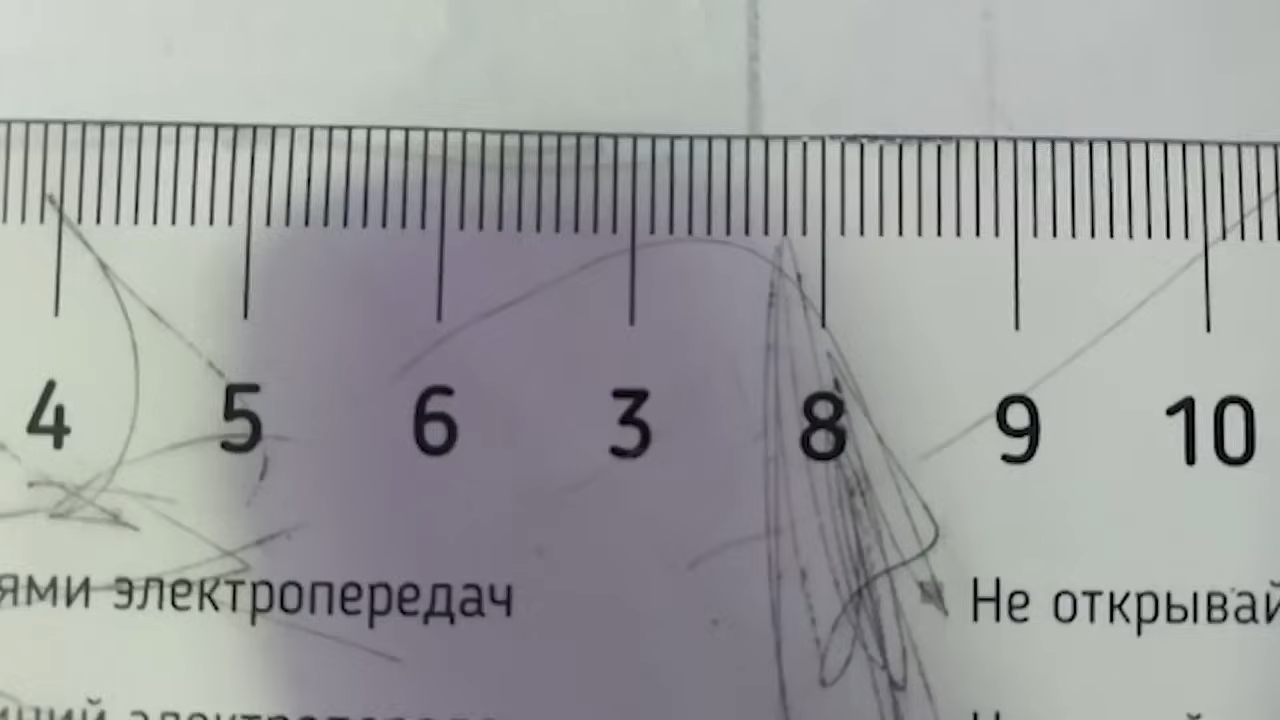 4 5 6 3 8 9 10
ями электропередач
Не открывай